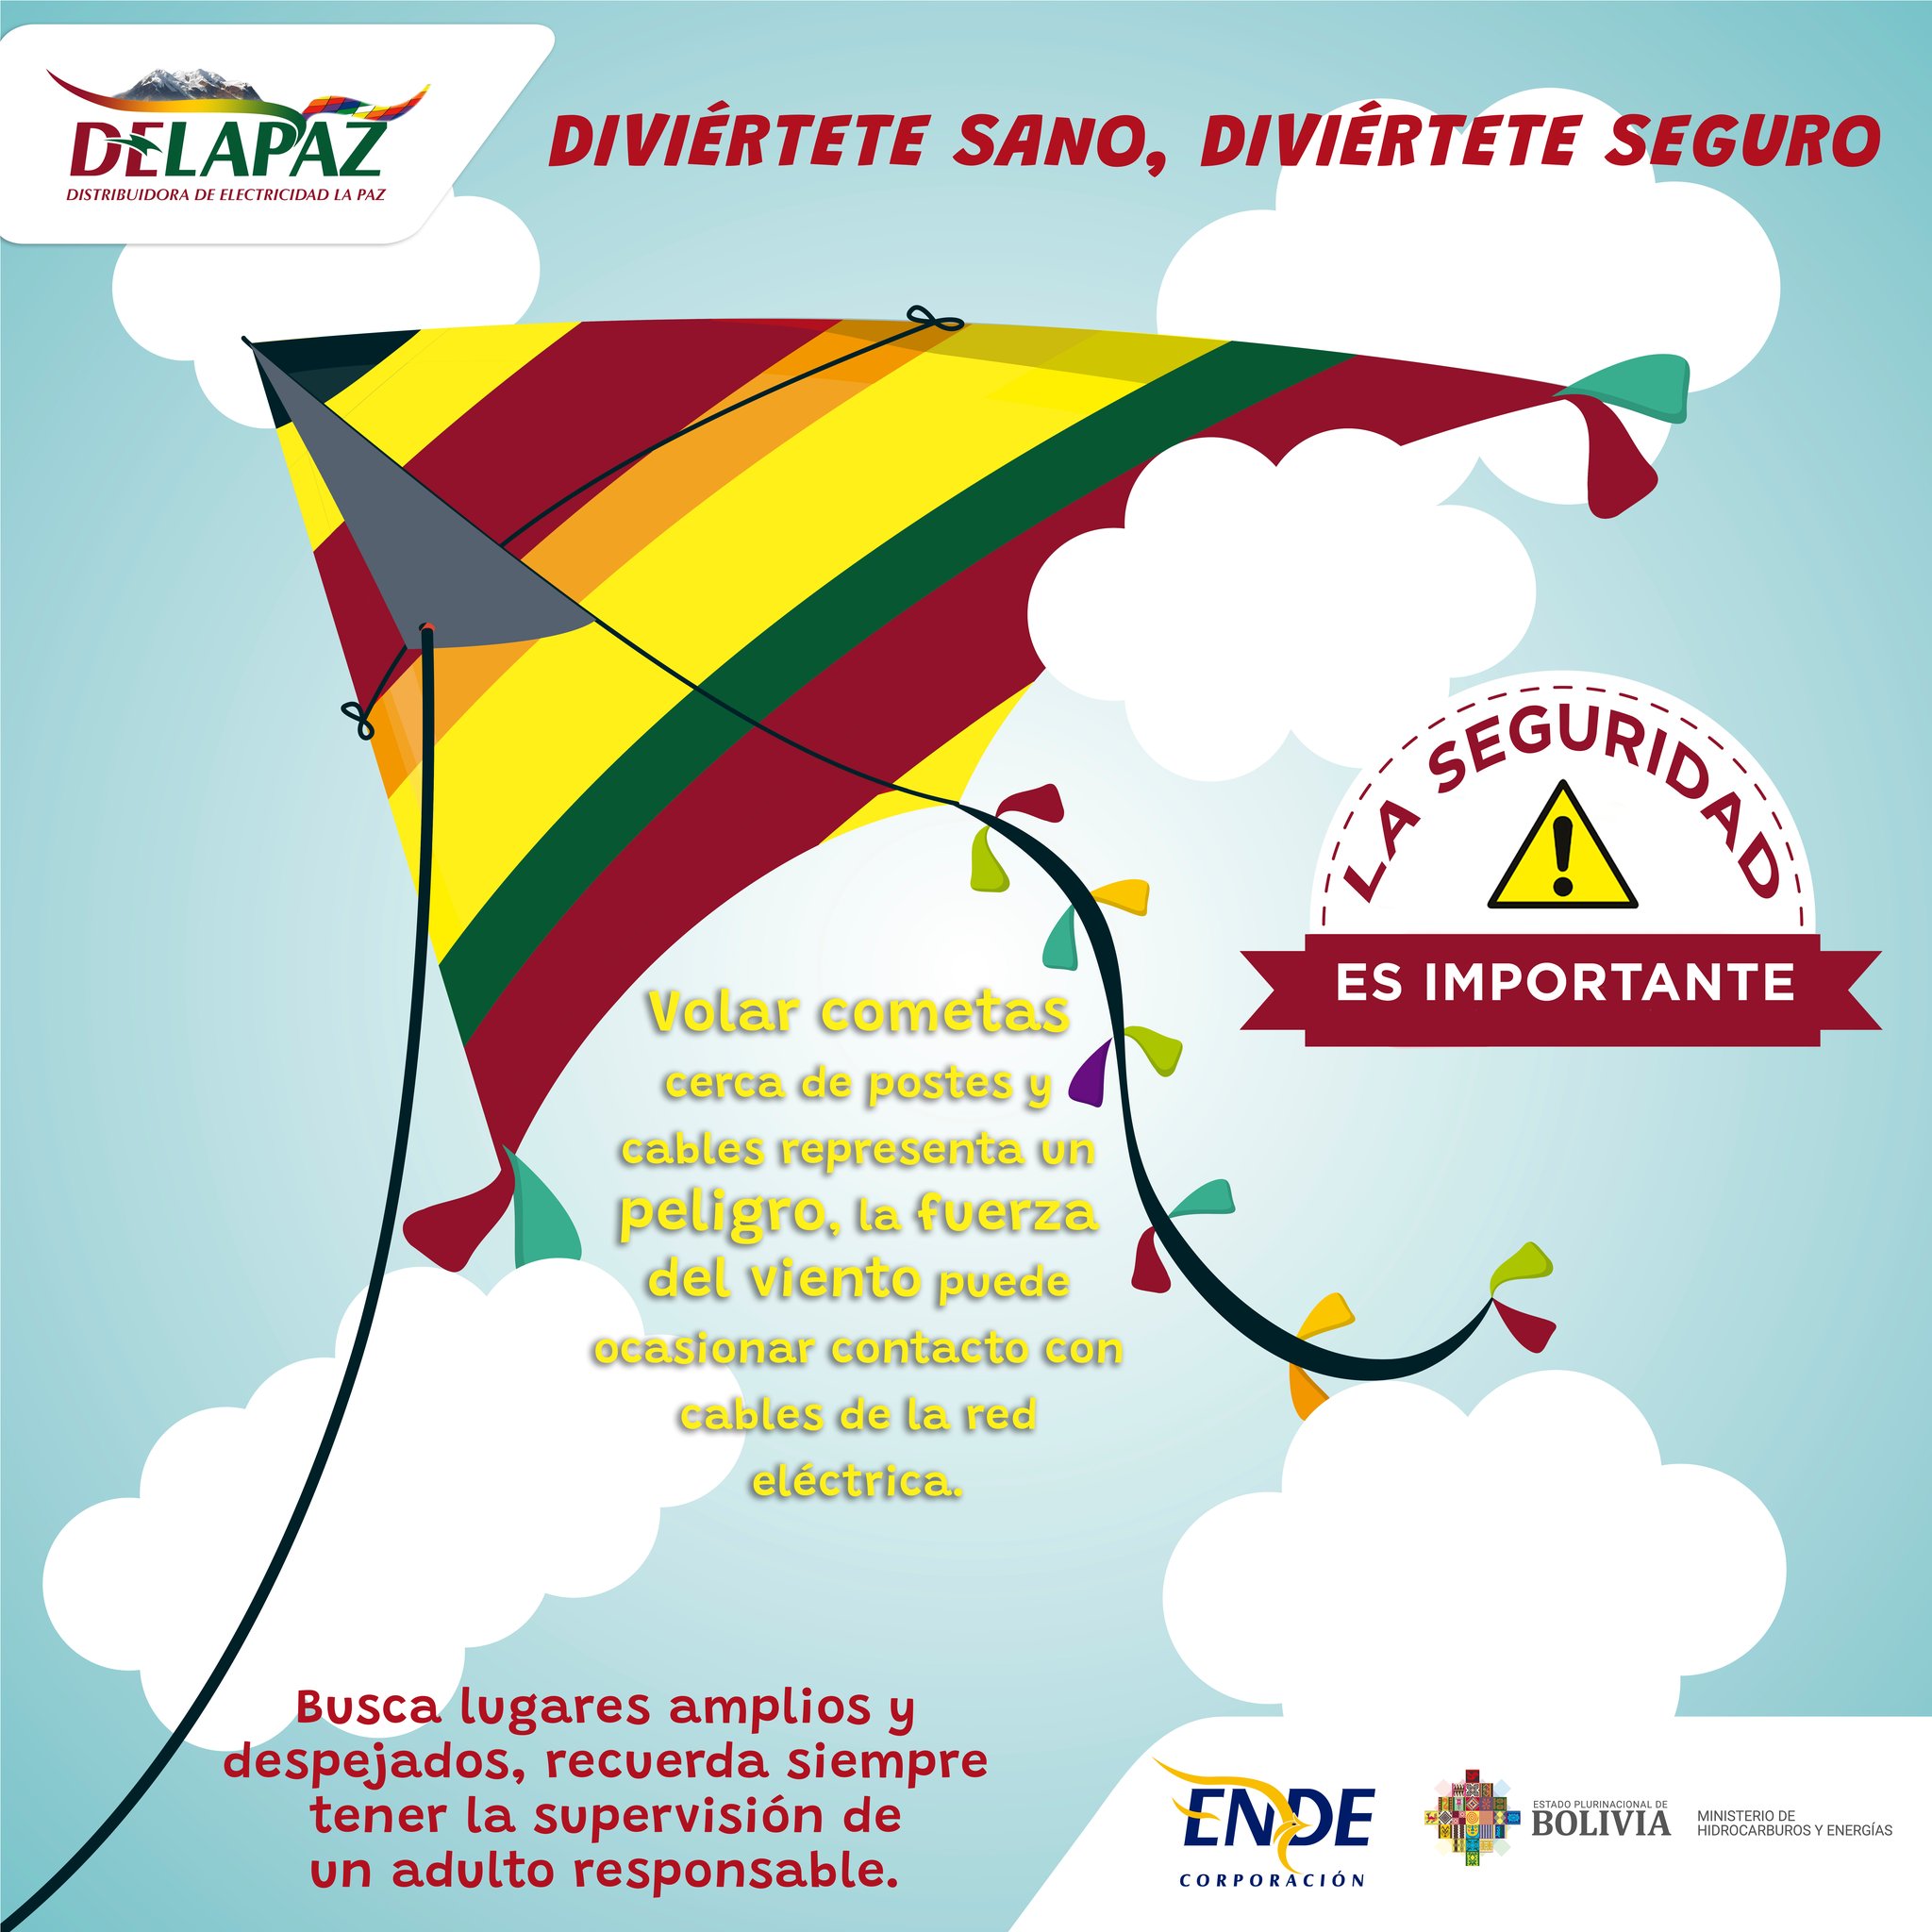 DELAPAZ
DISTRIBUIDORA DE ELECTRICIDAD LA PAZ
DIVIÉRTETE SANO, DIVIÉRTETE SEGURO
LA SEGURIDAD
ES IMPORTANTE
Volar cometas
cerca de postes y
cables representa un
peligro, la fuerza
del viento puede
ocasionar contacto con
cables de la red
eléctrica.
Busca lugares amplios y
despejados, recuerda siempre
tener la supervisión de
un adulto responsable.
ENDE
CORPORACIÓN
ESTADO PLURINACIONAL DE
BOLIVIA
MINISTERIO DE
HIDROCARBUROS Y ENERGÍAS